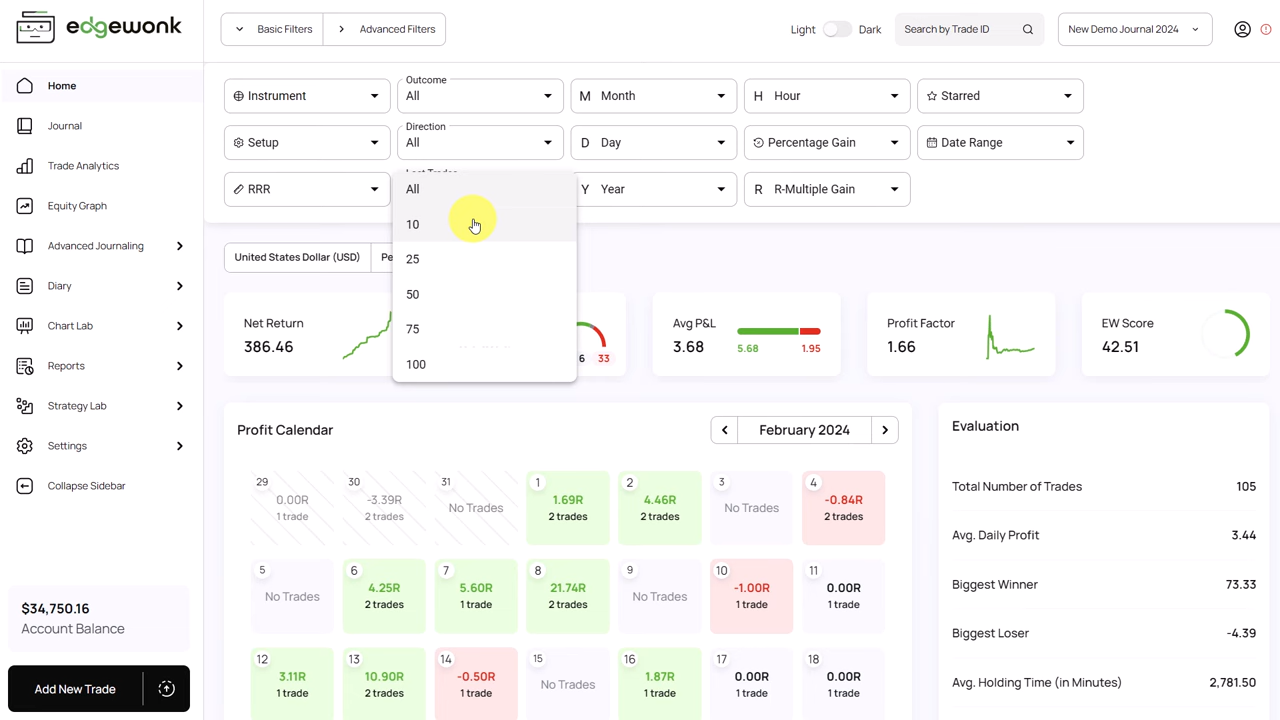 edgewonk
Basic Filters
Advanced Filters
Light
Dark
Search by Trade ID
New Demo Journal 2024
Home
Journal
Trade Analytics
Equity Graph
Advanced Journaling
Diary
Chart Lab
Reports
Strategy Lab
Settings
Collapse Sidebar
$34,750.16
Account Balance
Add New Trade
Instrument
Outcome
All
M Month
H Hour
Starred
Setup
Direction
All
D Day
Percentage Gain
Date Range
RRR
All
10
25
50
75
100
Y Year
R R-Multiple Gain
United States Dollar (USD)
Net Return
386.46
6 33
Avg P&L
3.68
5.68 1.95
Profit Factor
1.66
EW Score
42.51
Profit Calendar
February 2024
29
0.00R
1 trade
30
-3.39R
2 trades
31
No Trades
1
1.69R
2 trades
2
4.46R
2 trades
3
No Trades
4
-0.84R
2 trades
5
No Trades
6
4.25R
2 trades
7
5.60R
1 trade
8
21.74R
2 trades
9
No Trades
10
-1.00R
1 trade
11
0.00R
1 trade
12
3.11R
1 trade
13
10.90R
2 trades
14
-0.50R
1 trade
15
No Trades
16
1.87R
1 trade
17
0.00R
1 trade
18
0.00R
1 trade
Evaluation
Total Number of Trades 105
Avg. Daily Profit 3.44
Biggest Winner 73.33
Biggest Loser -4.39
Avg. Holding Time (in Minutes) 2,781.50